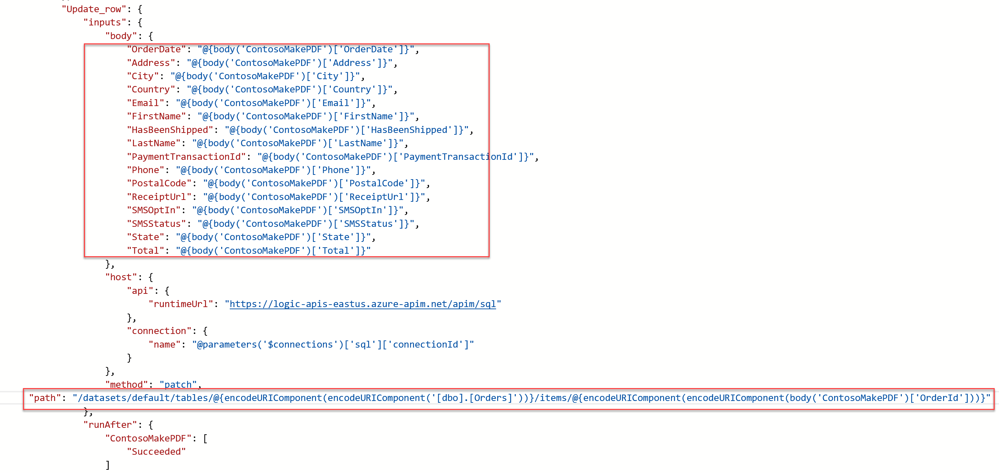 "Update_row": {
"inputs": {
"body": {
"OrderDate": "@{body('ContosoMakePDF')['OrderDate']}",
"Address": "@{body('ContosoMakePDF')['Address']}",
"City": "@{body('ContosoMakePDF')['City']}",
"Country": "@{body('ContosoMakePDF')['Country']}",
"Email": "@{body('ContosoMakePDF')['Email']}",
"FirstName": "@{body('ContosoMakePDF')['FirstName']}",
"HasBeenShipped": "@{body('ContosoMakePDF')['HasBeenShipped']}",
"LastName": "@{body('ContosoMakePDF')['LastName']}",
"PaymentTransactionId": "@{body('ContosoMakePDF')['PaymentTransactionId']}",
"Phone": "@{body('ContosoMakePDF')['Phone']}",
"PostalCode": "@{body('ContosoMakePDF')['PostalCode']}",
"ReceiptUrl": "@{body('ContosoMakePDF')['ReceiptUrl']}",
"SMSOptIn": "@{body('ContosoMakePDF')['SMSOptIn']}",
"SMSStatus": "@{body('ContosoMakePDF')['SMSStatus']}",
"State": "@{body('ContosoMakePDF')['State']}",
"Total": "@{body('ContosoMakePDF')['Total']}"
},
"host": {
"api": {
"runtimeUrl": "https://logic-apis-eastus.azure-apim.net/apim/sql"
},
"connection": {
"name": "@parameters('$connections')['sql']['connectionId']"
}
},
"method": "patch",
"path": "/datasets/default/tables/@{encodeURIComponent(encodeURIComponent('[dbo].[Orders]'))}/items/@{encodeURIComponent(encodeURIComponent(body('ContosoMakePDF')['OrderId']))}"
},
"runAfter": {
"ContosoMakePDF": [
"Succeeded"
]